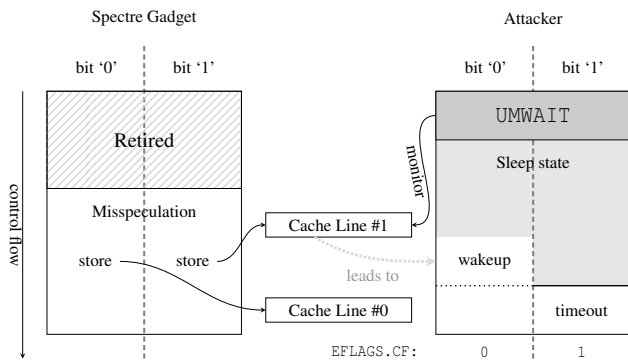 Spectre Gadget
Attacker
bit ‘0’
bit ‘1’
bit ‘0’
bit ‘1’
control flow
Retired
UMWAIT
monitor
Sleep state
Misspeculation
Cache Line #1
store
store
leads to
wakeup
Cache Line #0
timeout
EFLAGS.CF:
0
1